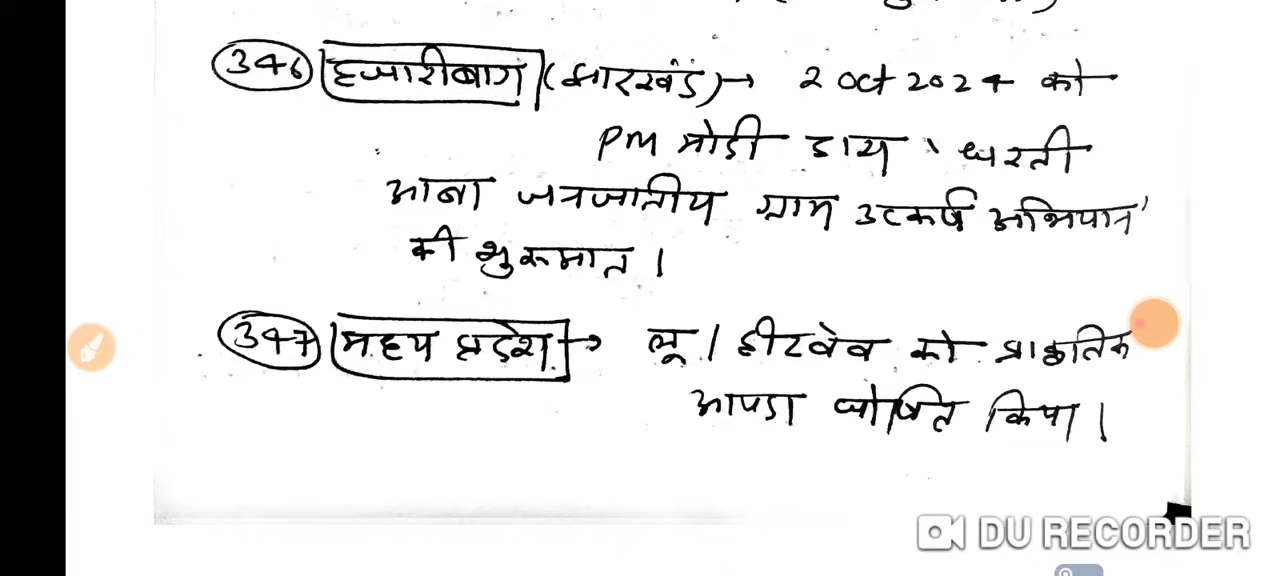 346 हजारीबाग (झारखंड) → 2 Oct 2024 को
PM मोदी द्वारा 'धरती
आबा जनजातीय ग्राम उत्कर्ष अभियान'
की शुरूआत।
347 मध्य प्रदेश → लू / हीटवेव को प्राकृतिक
आपदा घोषित किया।
DU RECORDER